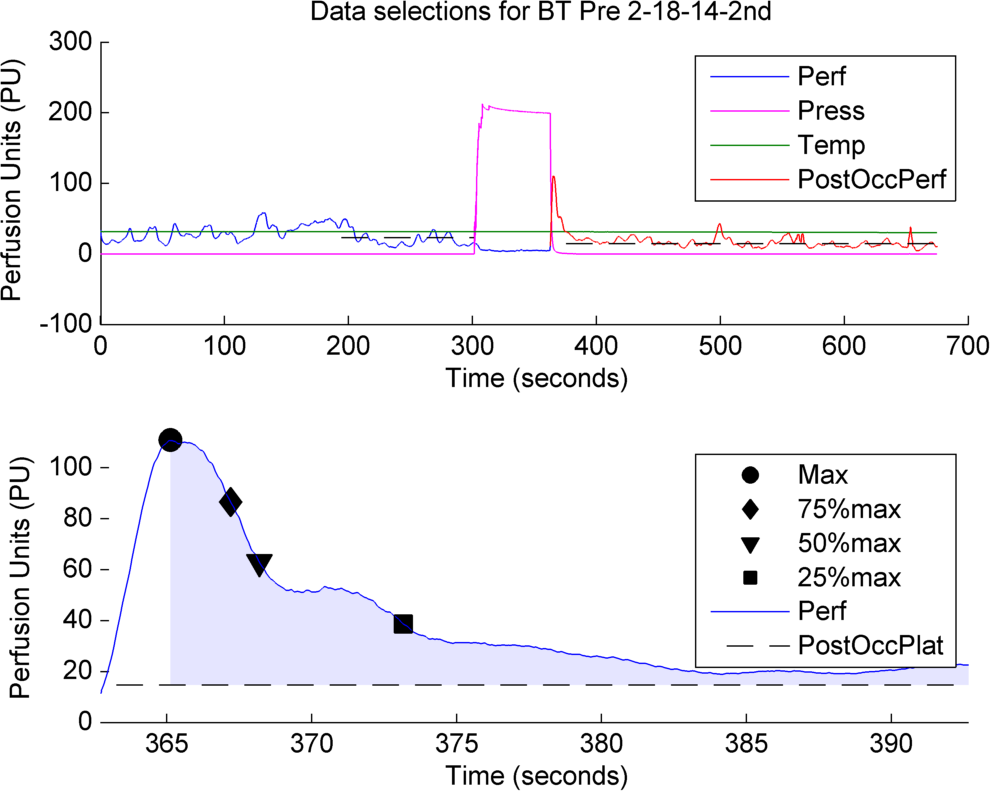 Data selections for BT Pre 2-18-14-2nd
Perfusion Units (PU)
300
200
100
0
-100
0 100 200 300 400 500 600 700
Time (seconds)
Perf
Press
Temp
PostOccPerf
Perfusion Units (PU)
100
80
60
40
20
0
365 370 375 380 385 390
Time (seconds)
Max
75%max
50%max
25%max
Perf
PostOccPlat